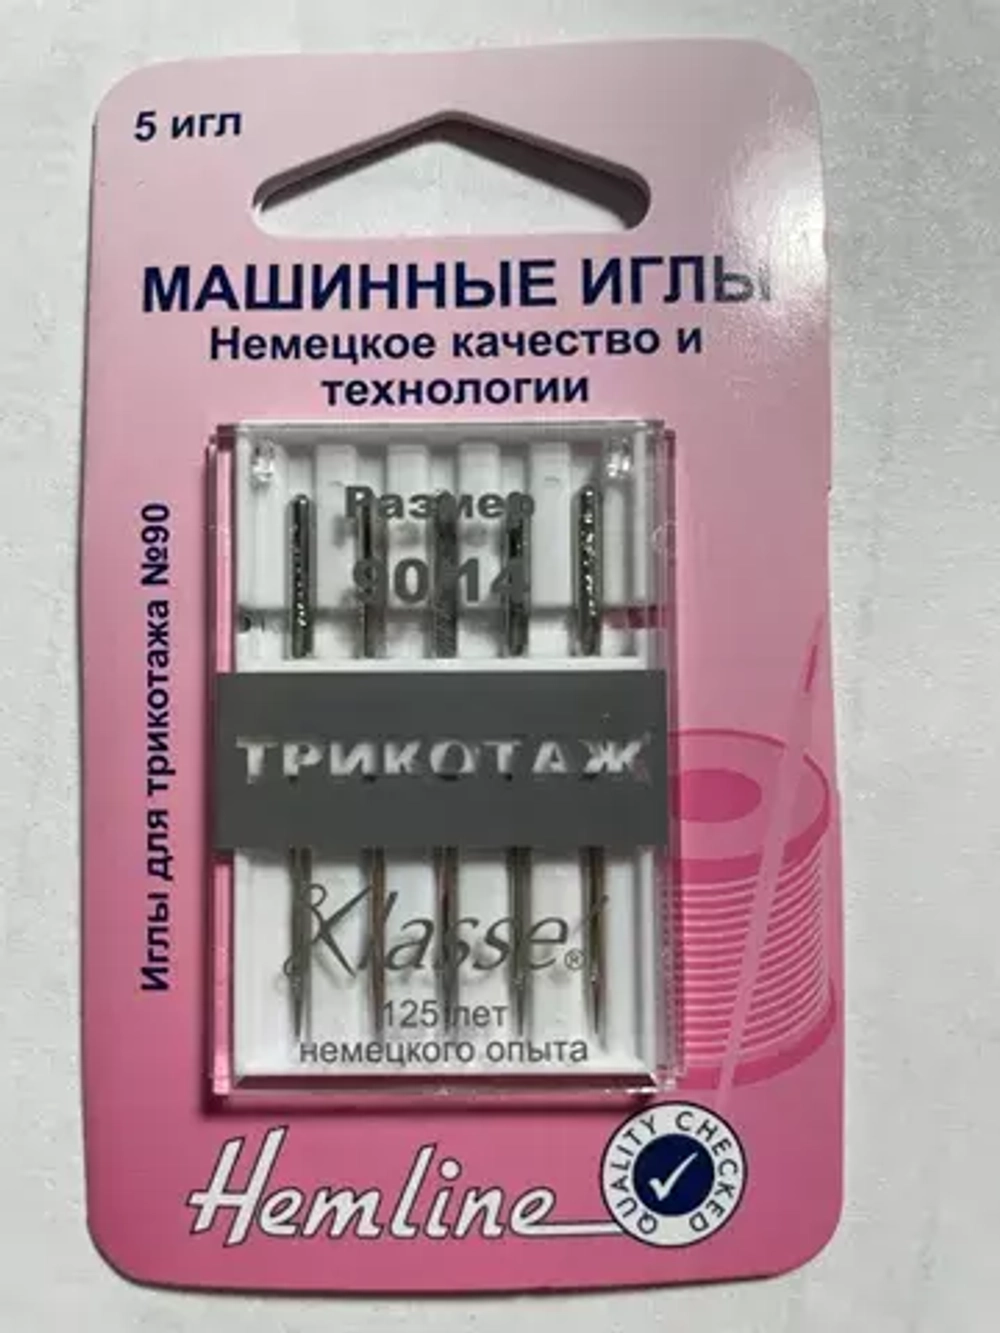 5 игл
МАШИННЫЕ ИГЛЫ
Немецкое качество и
технологии
Иглы для трикотажа №90
Размер
90/14
ТРИКОТАЖ
Klassé®
125 лет
немецкого опыта
Hemline
QUALITY CHECKED